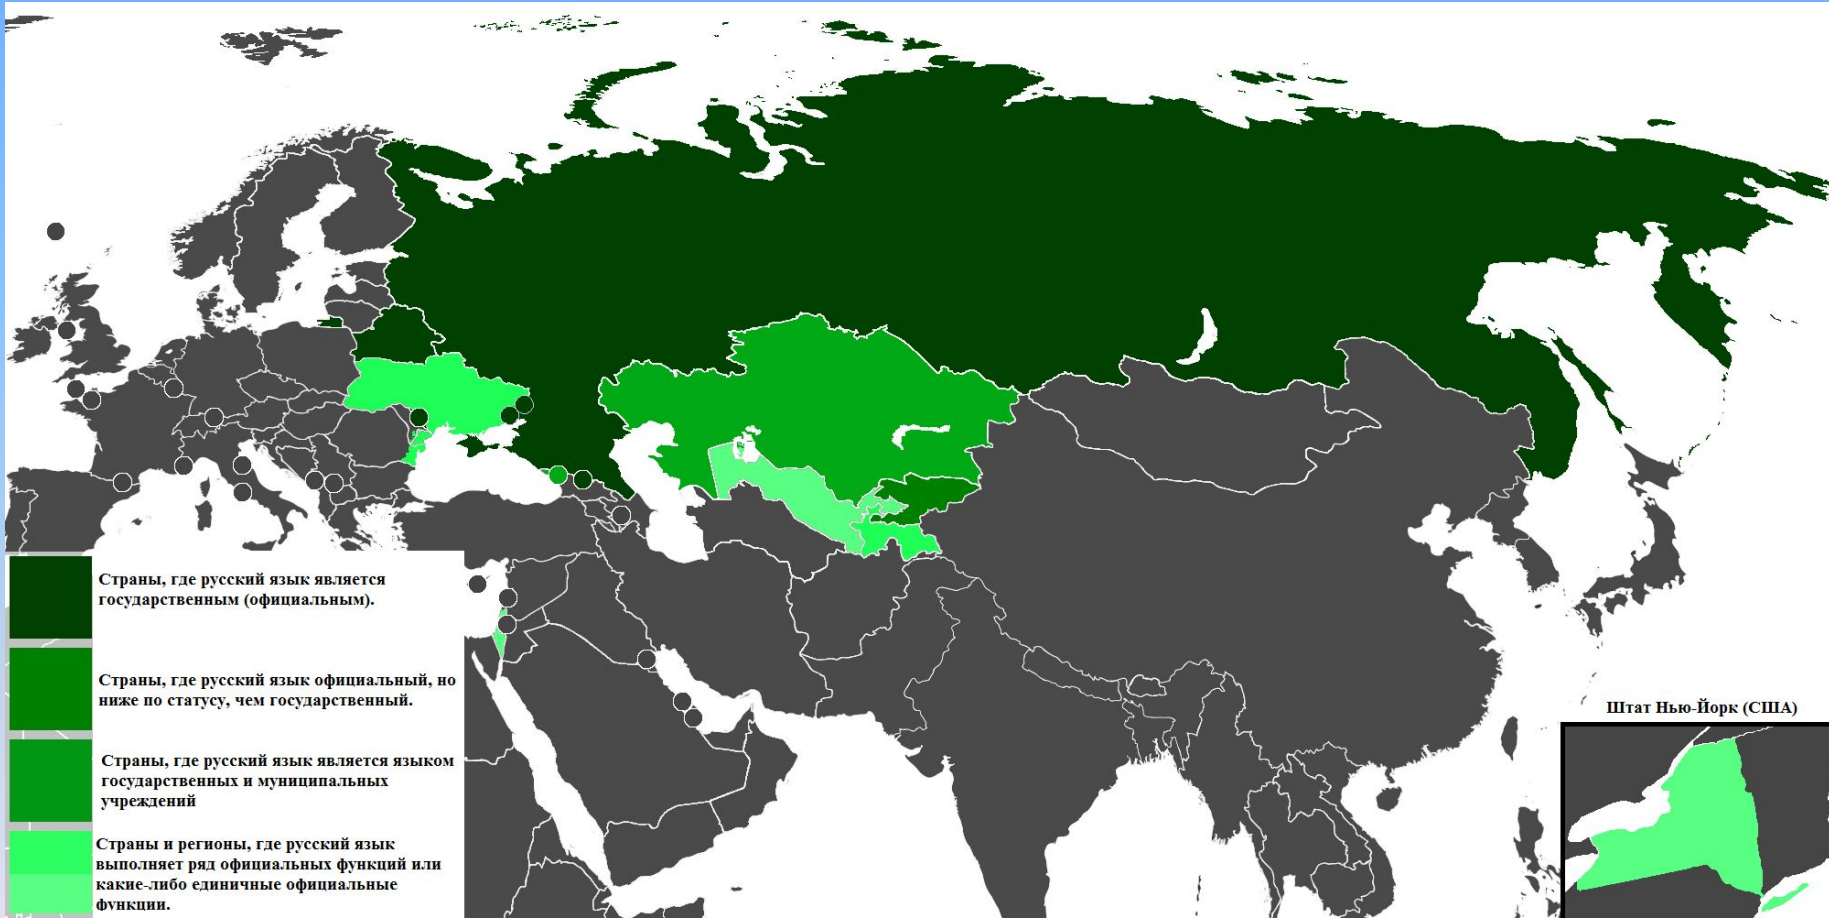 Страны, где русский язык является
государственным (официальным).
Страны, где русский язык официальный, но
ниже по статусу, чем государственный.
Страны, где русский язык является языком
государственных и муниципальных
учреждений
Страны и регионы, где русский язык
выполняет ряд официальных функций или
какие-либо единичные официальные
функции.
Штат Нью-Йорк (США)